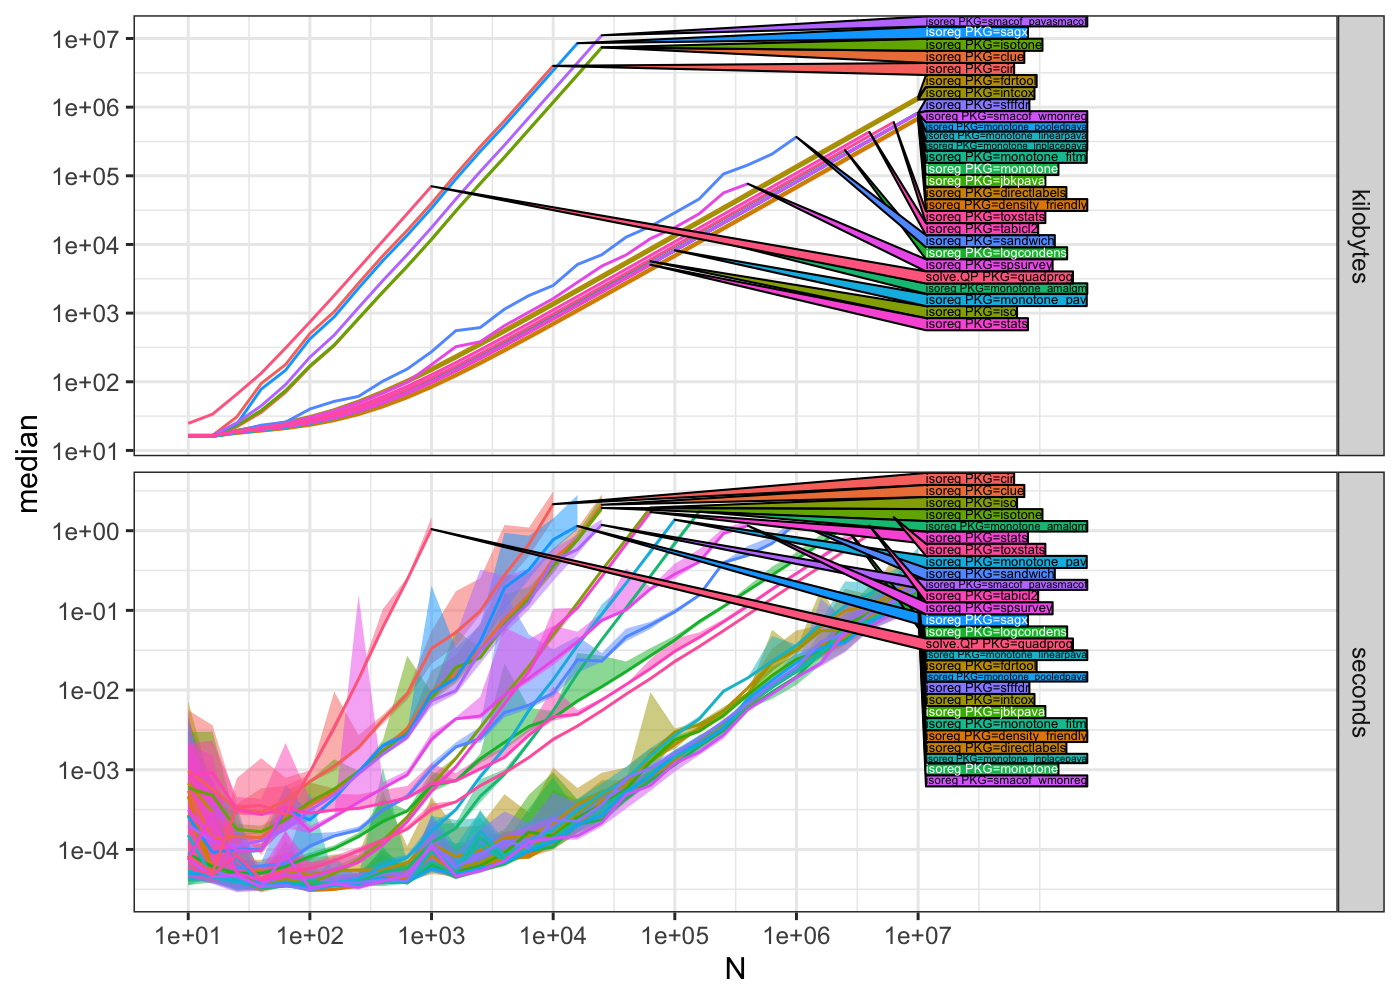 median
1e+07
1e+06
1e+05
1e+04
1e+03
1e+02
1e+01
isoreg PKG=smacof_pavasmacof
isoreg PKG=sagx
isoreg PKG=isotone
isoreg PKG=clue
isoreg PKG=cir
isoreg PKG=fdrtool
isoreg PKG=intcox
isoreg PKG=sfffdr
isoreg PKG=smacof_wmonreg
isoreg PKG=monotone_pooledpava
isoreg PKG=monotone_linearpava
isoreg PKG=monotone_inplacepava
isoreg PKG=monotone_fitm
isoreg PKG=monotone
isoreg PKG=jbkpava
isoreg PKG=directlabels
isoreg PKG=density_friendly
isoreg PKG=toxstats
isoreg PKG=tabicl2
isoreg PKG=sandwich
isoreg PKG=logcondens
isoreg PKG=spsurvey
solve.QP PKG=quadprog
isoreg PKG=monotone_amalgm
isoreg PKG=monotone_pav
isoreg PKG=iso
isoreg PKG=stats
kilobytes
1e+00
1e-01
1e-02
1e-03
1e-04
isoreg PKG=cir
isoreg PKG=clue
isoreg PKG=iso
isoreg PKG=isotone
isoreg PKG=monotone_amalgm
isoreg PKG=stats
isoreg PKG=toxstats
isoreg PKG=monotone_pav
isoreg PKG=sandwich
isoreg PKG=smacof_pavasmacof
isoreg PKG=tabicl2
isoreg PKG=spsurvey
isoreg PKG=sagx
isoreg PKG=logcondens
solve.QP PKG=quadprog
isoreg PKG=monotone_linearpava
isoreg PKG=fdrtool
isoreg PKG=monotone_pooledpava
isoreg PKG=sfffdr
isoreg PKG=intcox
isoreg PKG=jbkpava
isoreg PKG=monotone_fitm
isoreg PKG=density_friendly
isoreg PKG=directlabels
isoreg PKG=monotone_inplacepava
isoreg PKG=monotone
isoreg PKG=smacof_wmonreg
seconds
1e+01 1e+02 1e+03 1e+04 1e+05 1e+06 1e+07
N